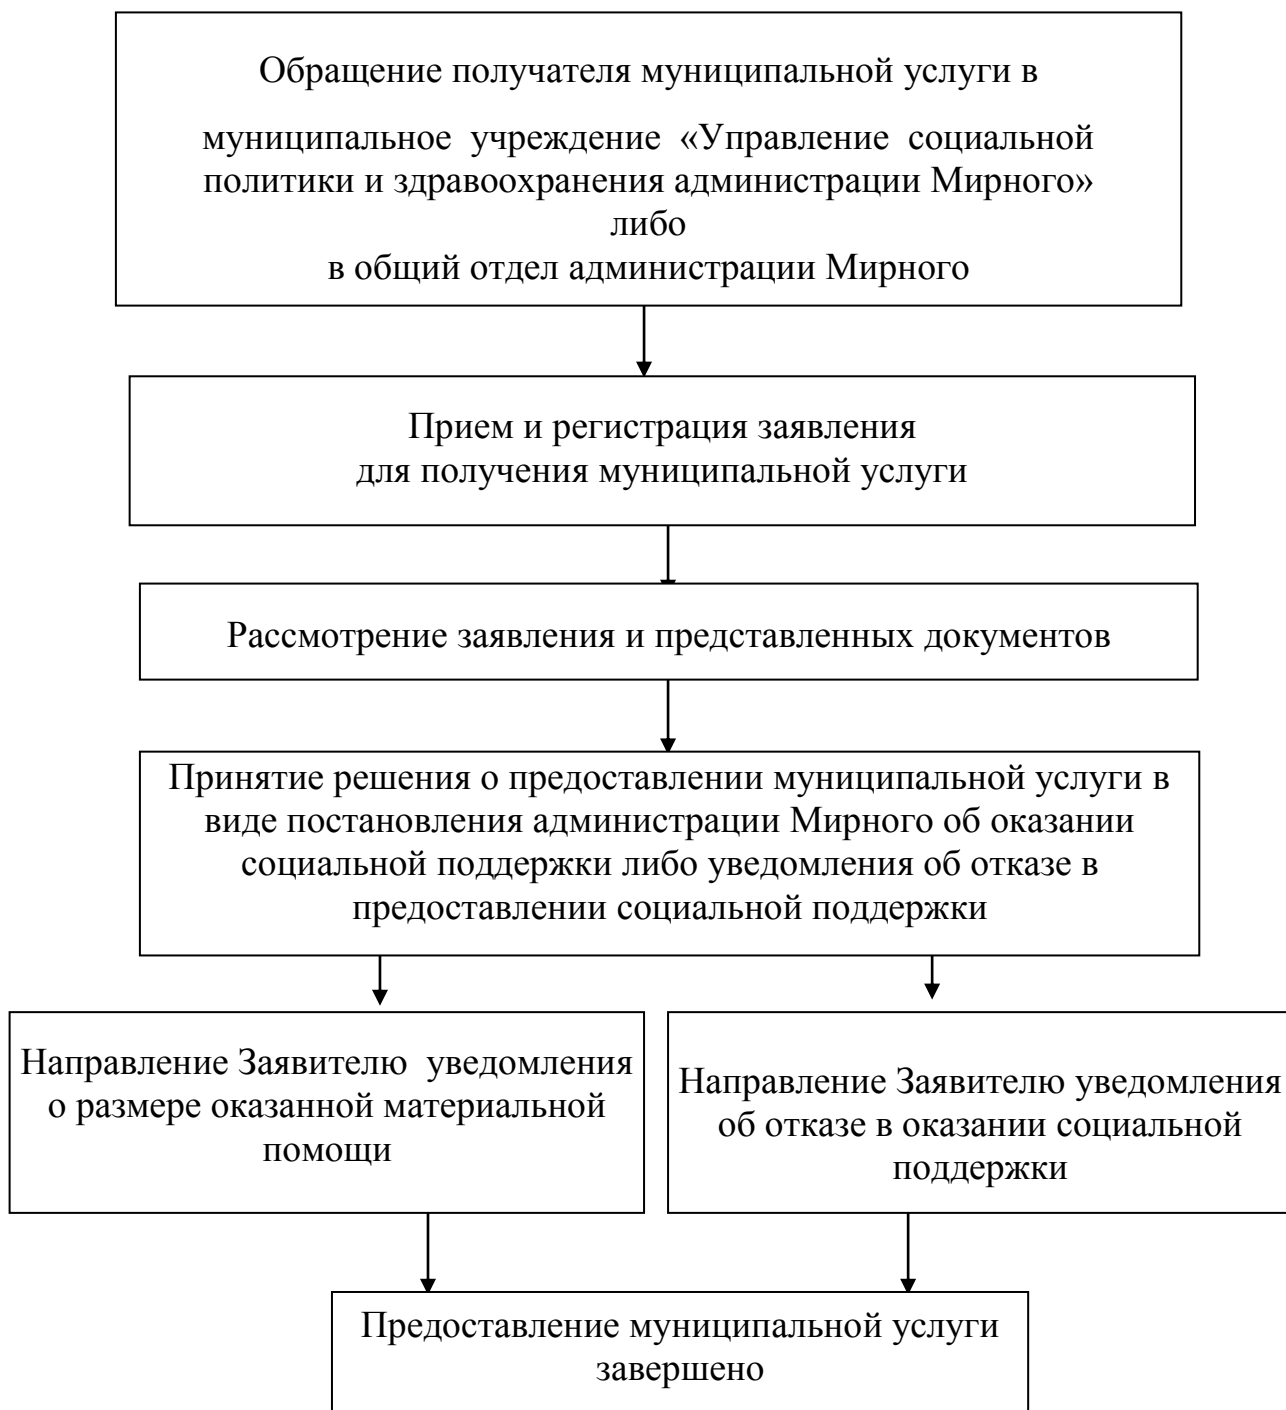 Обращение получателя муниципальной услуги в
муниципальное учреждение «Управление социальной
политики и здравоохранения администрации Мирного»
либо
в общий отдел администрации Мирного
Прием и регистрация заявления
для получения муниципальной услуги
Рассмотрение заявления и представленных документов
Принятие решения о предоставлении муниципальной услуги в
виде постановления администрации Мирного об оказании
социальной поддержки либо уведомления об отказе в
предоставлении социальной поддержки
Направление Заявителю уведомления
о размере оказанной материальной
помощи
Направление Заявителю уведомления
об отказе в оказании социальной
поддержки
Предоставление муниципальной услуги
завершено